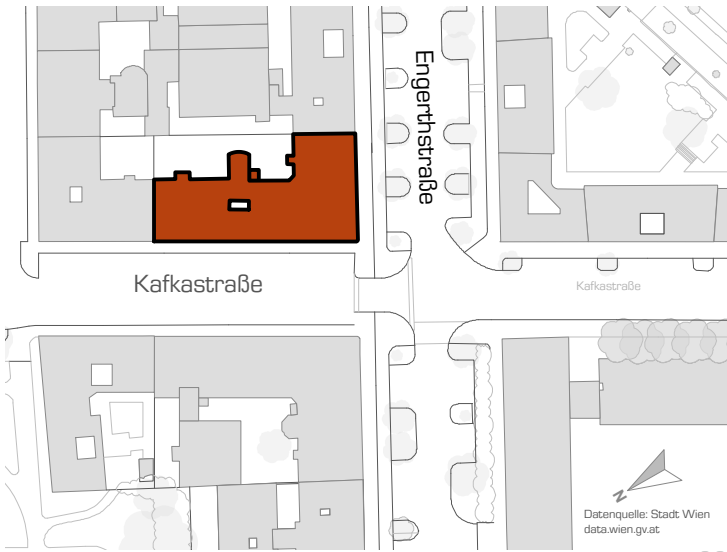 Engerthstraße
Kafkastraße
Kafkastraße
N
Datenquelle: Stadt Wien
data.wien.gv.at